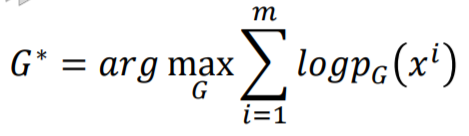 G* = arg max_G ∑_{i=1}^{m} logp_G(x^i)